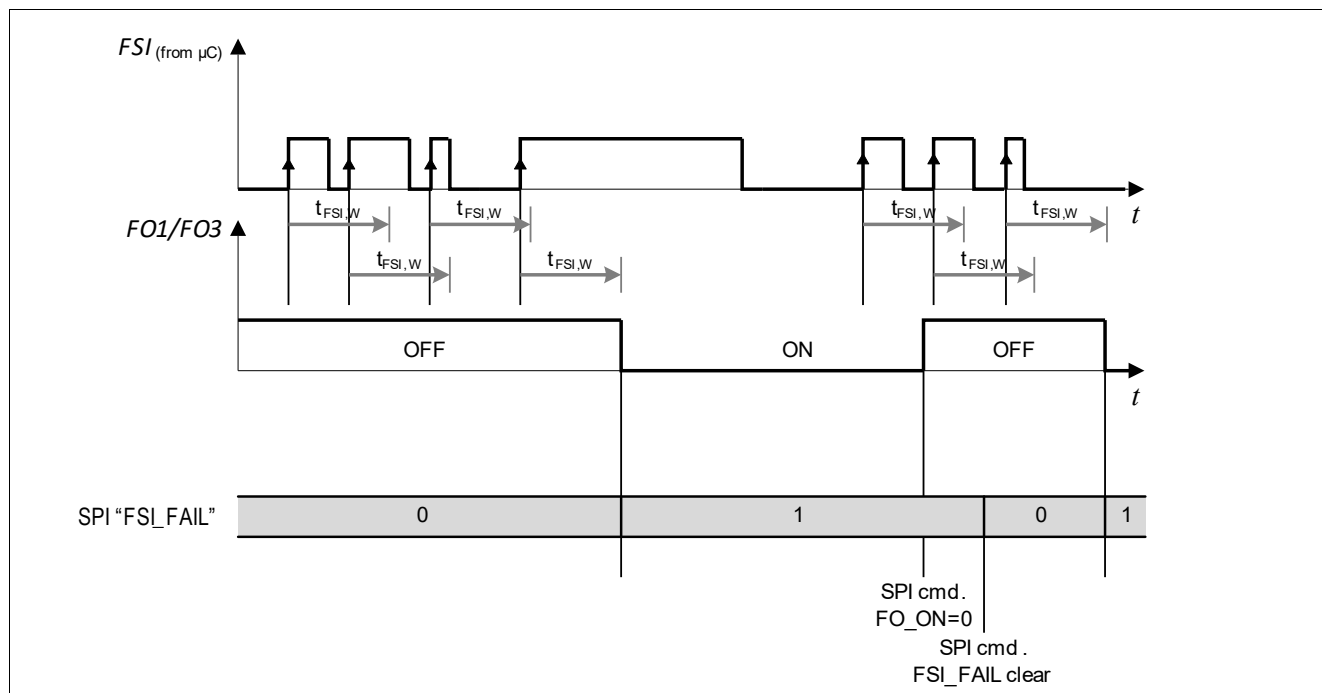 FSI (from µC)
t
tFSI,W
tFSI,W
tFSI,W
tFSI,W
FO1/FO3
tFSI,W
tFSI,W
tFSI,W
OFF
ON
OFF
t
SPI “FSI_FAIL”
0
1
0
1
SPI cmd.
FO_ON=0
SPI cmd .
FSI_FAIL clear